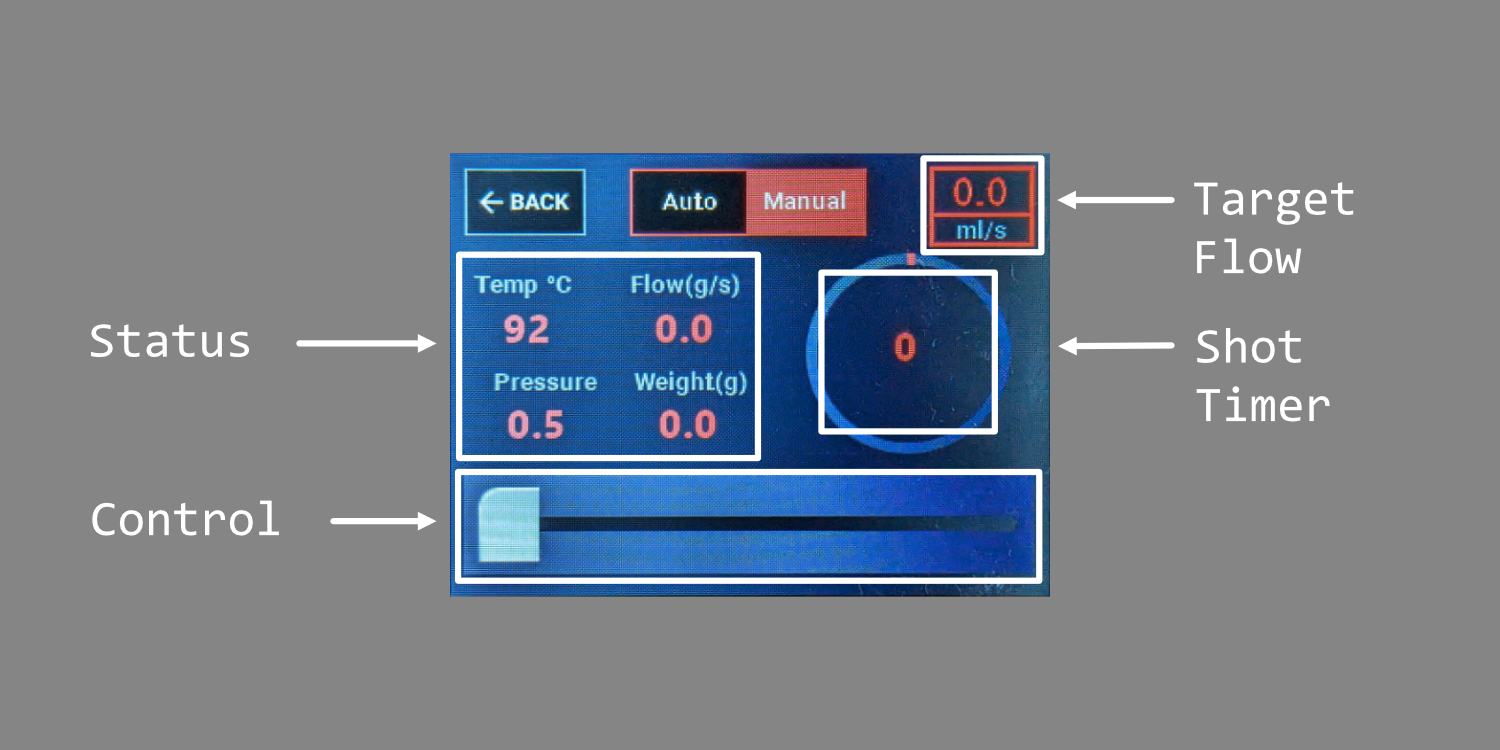 ← BACK
Auto Manual
0.0
ml/s
Target
Flow
Temp °C Flow(g/s)
92 0.0
Pressure Weight(g)
0.5 0.0
0
Status
Shot
Timer
Control